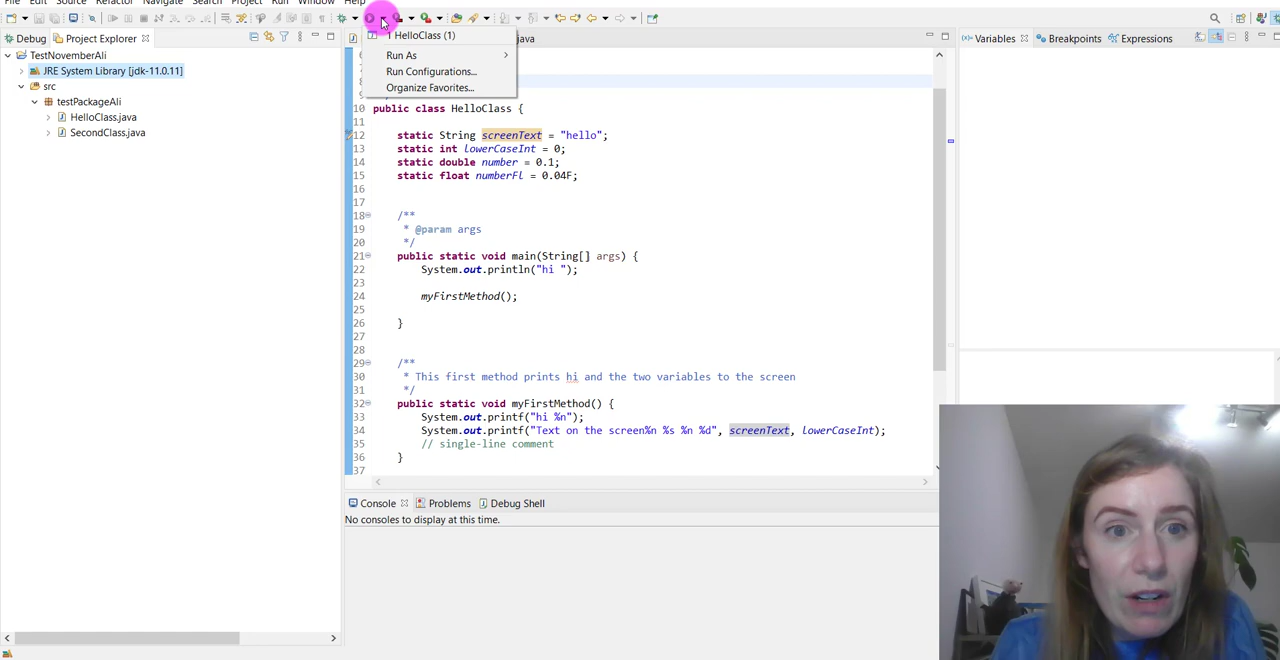 File Edit Source Refactor Navigate Search Project Run Window Help
Debug Project Explorer
TestNovemberAli
JRE System Library [jdk-11.0.11]
src
testPackageAli
HelloClass.java
SecondClass.java
1 HelloClass (1)
Run As
Run Configurations...
Organize Favorites...
ava
10 public class HelloClass {
11
12 static String screenText = "hello";
13 static int lowerCaseInt = 0;
14 static double number = 0.1;
15 static float numberFl = 0.04F;
16
17
18 /**
19 * @param args
20 */
21 public static void main(String[] args) {
22 System.out.println("hi ");
23
24 myFirstMethod();
25
26 }
27
28
29 /**
30 * This first method prints hi and the two variables to the screen
31 */
32 public static void myFirstMethod() {
33 System.out.printf("hi %n");
34 System.out.printf("Text on the screen%n %s %n %d", screenText, lowerCaseInt);
35 // single-line comment
36 }
37
Console Problems Debug Shell
No consoles to display at this time.
Variables Breakpoints Expressions